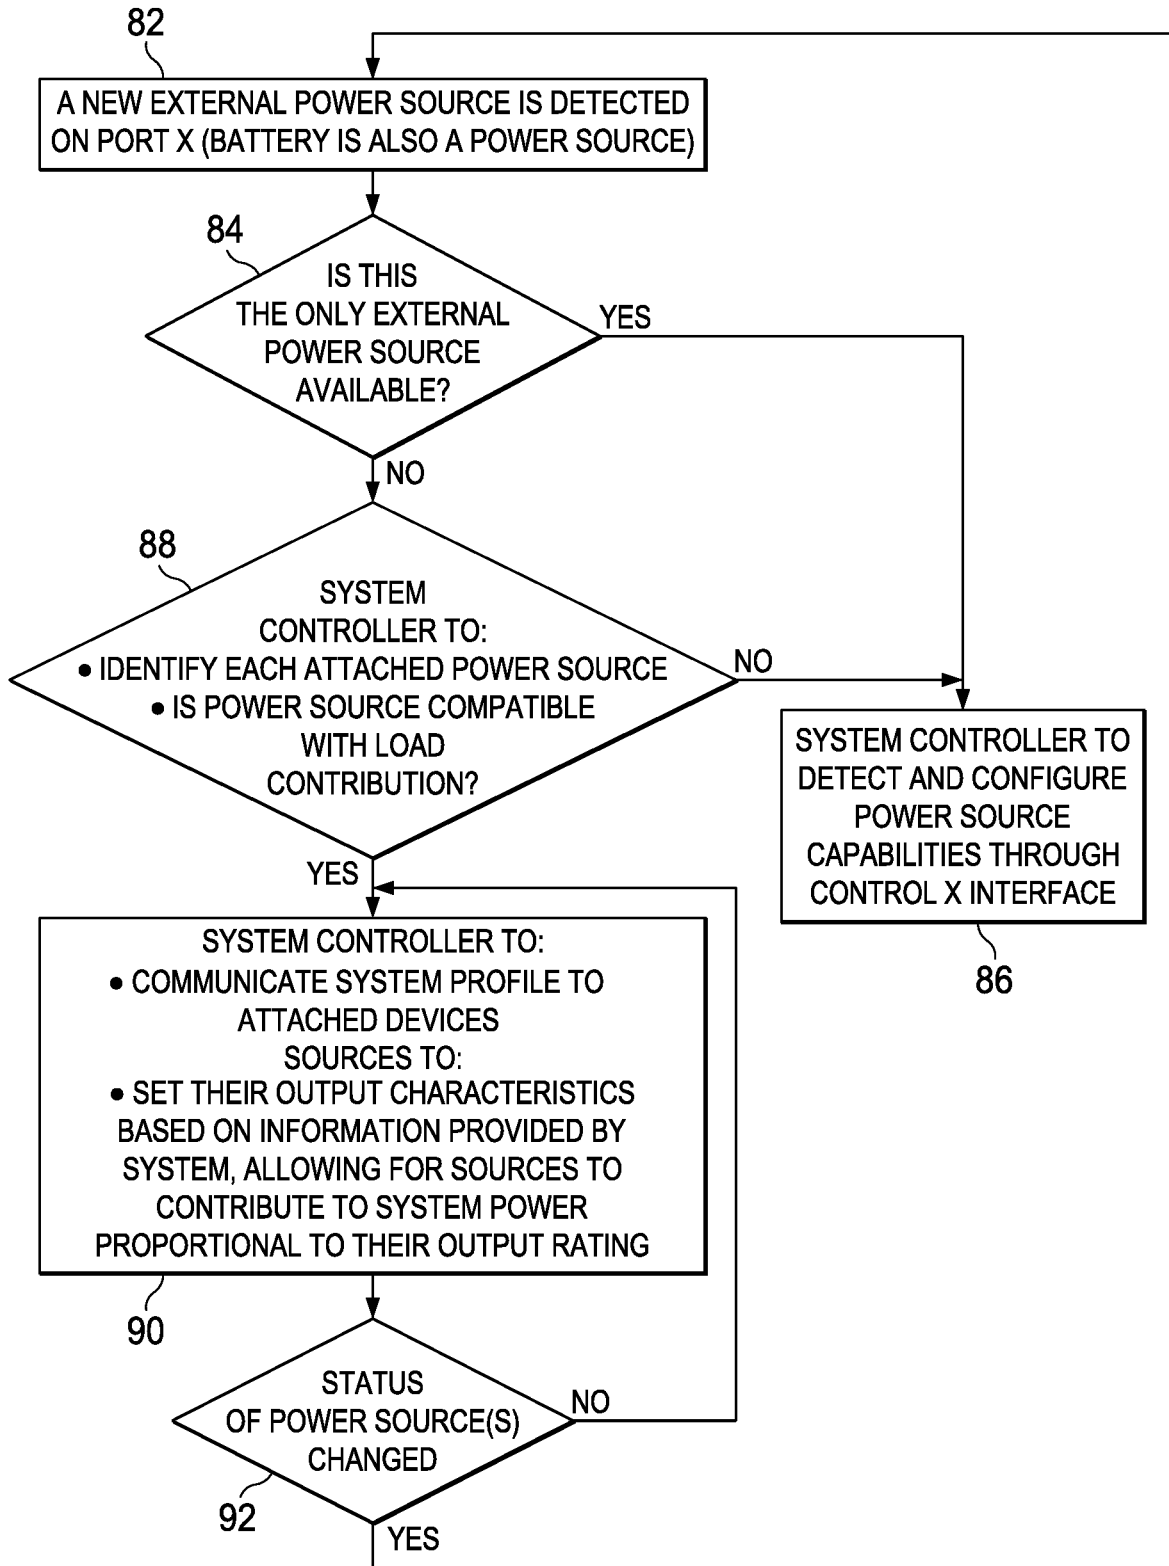 82
A NEW EXTERNAL POWER SOURCE IS DETECTED
ON PORT X (BATTERY IS ALSO A POWER SOURCE)
84
IS THIS
THE ONLY EXTERNAL
POWER SOURCE
AVAILABLE?
YES
NO
88
SYSTEM
CONTROLLER TO:
• IDENTIFY EACH ATTACHED POWER SOURCE
• IS POWER SOURCE COMPATIBLE
WITH LOAD
CONTRIBUTION?
NO
YES
SYSTEM CONTROLLER TO
DETECT AND CONFIGURE
POWER SOURCE
CAPABILITIES THROUGH
CONTROL X INTERFACE
86
SYSTEM CONTROLLER TO:
• COMMUNICATE SYSTEM PROFILE TO
ATTACHED DEVICES
SOURCES TO:
• SET THEIR OUTPUT CHARACTERISTICS
BASED ON INFORMATION PROVIDED BY
SYSTEM, ALLOWING FOR SOURCES TO
CONTRIBUTE TO SYSTEM POWER
PROPORTIONAL TO THEIR OUTPUT RATING
90
STATUS
OF POWER SOURCE(S)
CHANGED
NO
92
YES